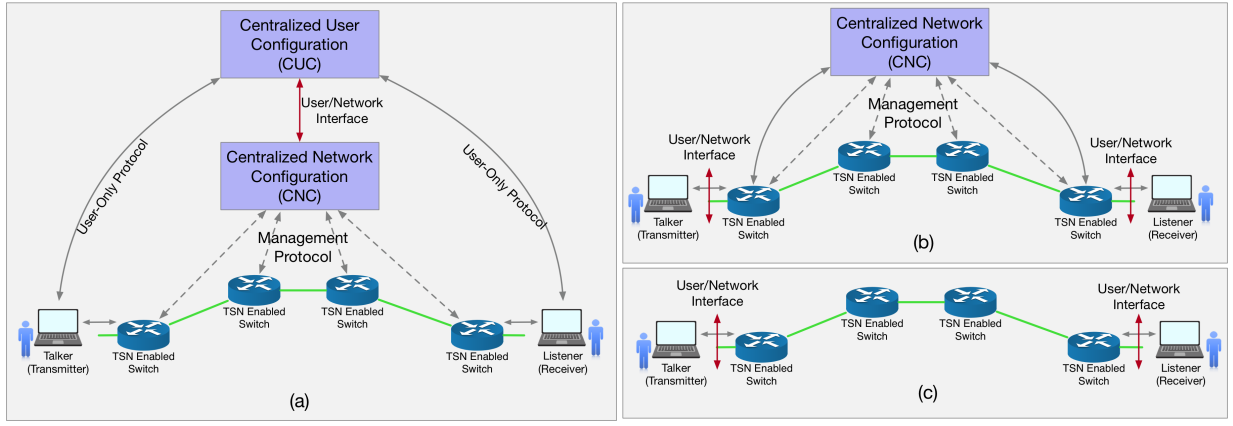 Centralized User
Configuration
(CUC)
User/Network
Interface
User-Only Protocol
User-Only Protocol
Centralized Network
Configuration
(CNC)
Management
Protocol
TSN Enabled
Switch
TSN Enabled
Switch
Talker
(Transmitter)
TSN Enabled
Switch
TSN Enabled
Switch
Listener
(Receiver)
(a)
Centralized Network
Configuration
(CNC)
Management
Protocol
User/Network
Interface
User/Network
Interface
TSN Enabled
Switch
TSN Enabled
Switch
Talker
(Transmitter)
TSN Enabled
Switch
TSN Enabled
Switch
Listener
(Receiver)
(b)
User/Network
Interface
User/Network
Interface
TSN Enabled
Switch
TSN Enabled
Switch
Talker
(Transmitter)
TSN Enabled
Switch
TSN Enabled
Switch
Listener
(Receiver)
(c)